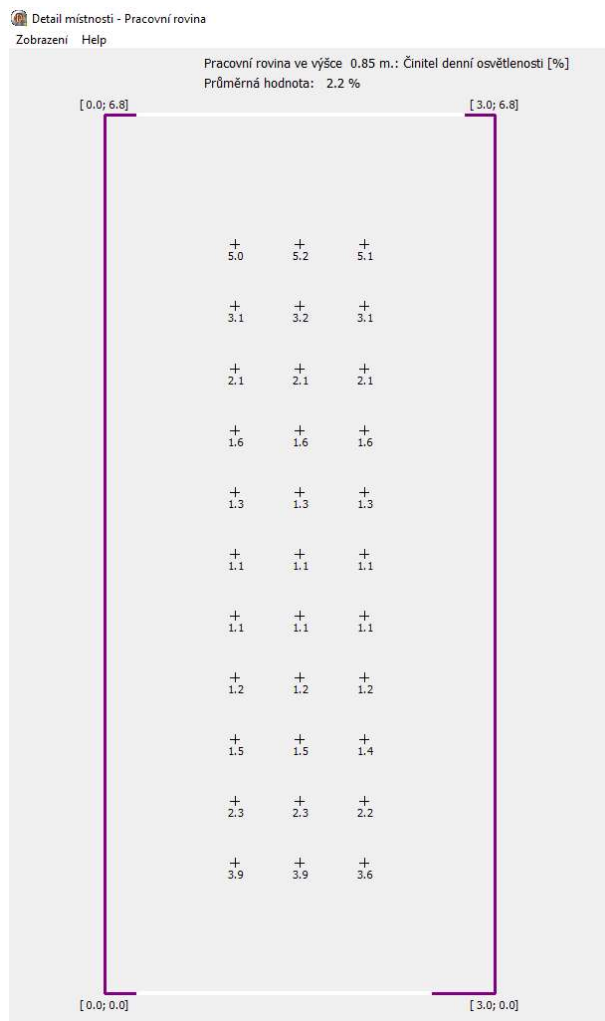 Detail místnosti - Pracovní rovina
Zobrazení Help
Pracovní rovina ve výšce 0.85 m.: Činitel denní osvětlenosti [%]
Průměrná hodnota: 2.2 %
[0.0; 6.8] [3.0; 6.8]
5.0 5.2 5.1
3.1 3.2 3.1
2.1 2.1 2.1
1.6 1.6 1.6
1.3 1.3 1.3
1.1 1.1 1.1
1.1 1.1 1.1
1.2 1.2 1.2
1.5 1.5 1.4
2.3 2.3 2.2
3.9 3.9 3.6
[0.0; 0.0] [3.0; 0.0]